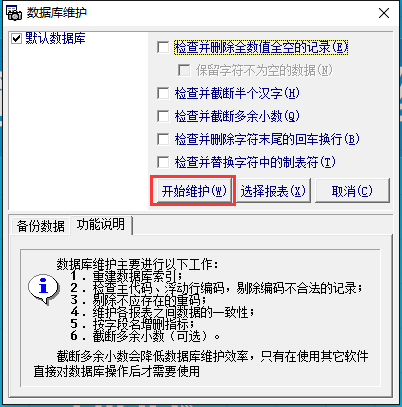 数据库维护
默认数据库
检查并删除全数值全空的记录(E)
保留字符不为空的数据(N)
检查并截断半个汉字(H)
检查并截断多余小数(Q)
检查并删除字符末尾的回车换行(B)
检查并替换字符中的制表符(T)
开始维护(W) 选择报表(X) 取消(C)
备份数据 功能说明
数据库维护主要进行以下工作:
1．重建数据库索引;
2．检查主代码、浮动行编码，剔除编码不合法的记录;
3．剔除不应存在的重码;
4．维护各报表之间数据的一致性;
5．按字段名增删指标;
6．截断多余小数(可选)。
截断多余小数会降低数据库维护效率，只有在使用其它软件
直接对数据库操作后才需要使用